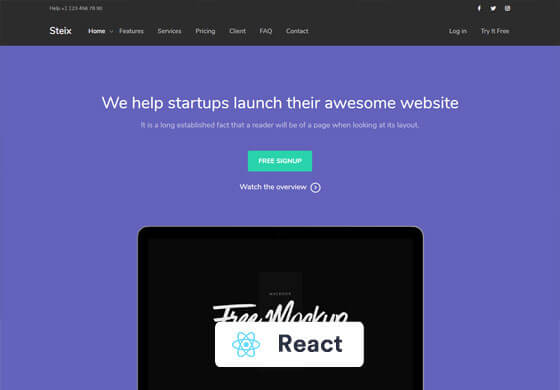 Help +1 123 456 78 90
Steix
Home Features Services Pricing Client FAQ Contact
Log in Try It Free
We help startups launch their awesome website
It is a long established fact that a reader will be of a page when looking at its layout.
FREE SIGNUP
Watch the overview
MOCKUP
Free Mockup
React